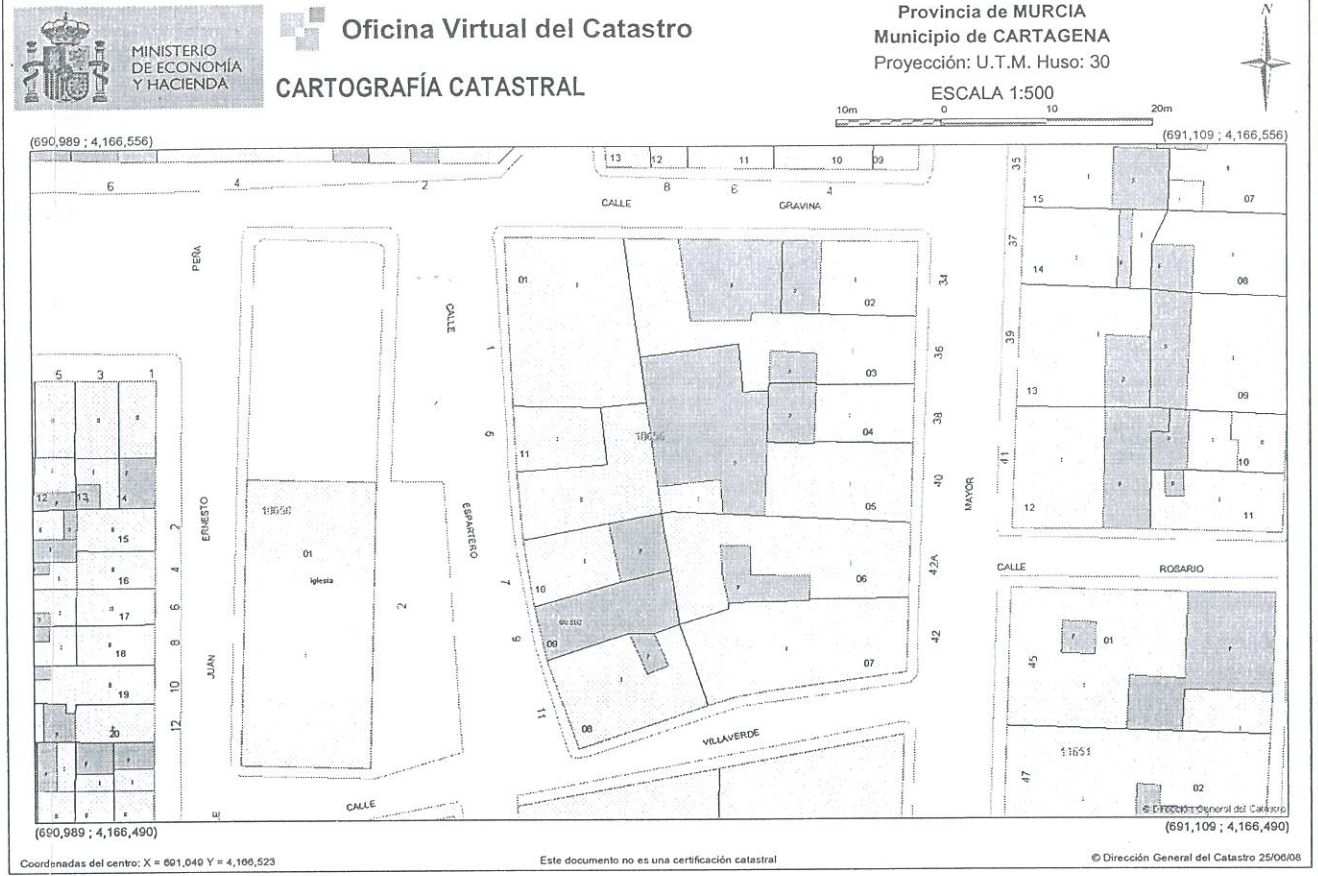 MINISTERIO
DE ECONOMÍA
Y HACIENDA
Oficina Virtual del Catastro
CARTOGRAFÍA CATASTRAL
Provincia de MURCIA
Municipio de CARTAGENA
Proyección: U.T.M. Huso: 30
ESCALA 1:500
10m 0 10 20m
N
(690,989 ; 4,166,556)
(691,109 ; 4,166,556)
13 12 11 10 09
6 4 2
8 6 4
CALLE GRAVINA
35
15
07
37
14
08
39
13
09
41
12
10
11
PEÑA
CALLE
01
1
02
34
03
36
04
38
05
40
MAYOR
11
06
42A
07
42
10
7
09
9
08
11
ESPARTERO
5 3 1
12 13 14
ERNESTO
2
15
4
16
6
17
8
18
10
19
12
20
JUAN
01
Iglesia
2
CALLE ROSARIO
01
45
11651
47
02
VILLAVERDE
CALLE
© Dirección General del Catastro
(690,989 ; 4,166,490)
(691,109 ; 4,166,490)
Coordenadas del centro: X = 691,049 Y = 4,166,523
Este documento no es una certificación catastral
© Dirección General del Catastro 25/06/08